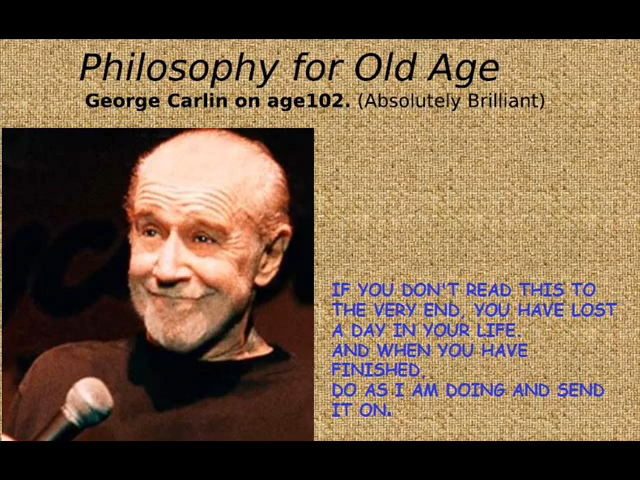 Philosophy for Old Age
George Carlin on age102. (Absolutely Brilliant)
IF YOU DON'T READ THIS TO
THE VERY END, YOU HAVE LOST
A DAY IN YOUR LIFE.
AND WHEN YOU HAVE
FINISHED,
DO AS I AM DOING AND SEND
IT ON.